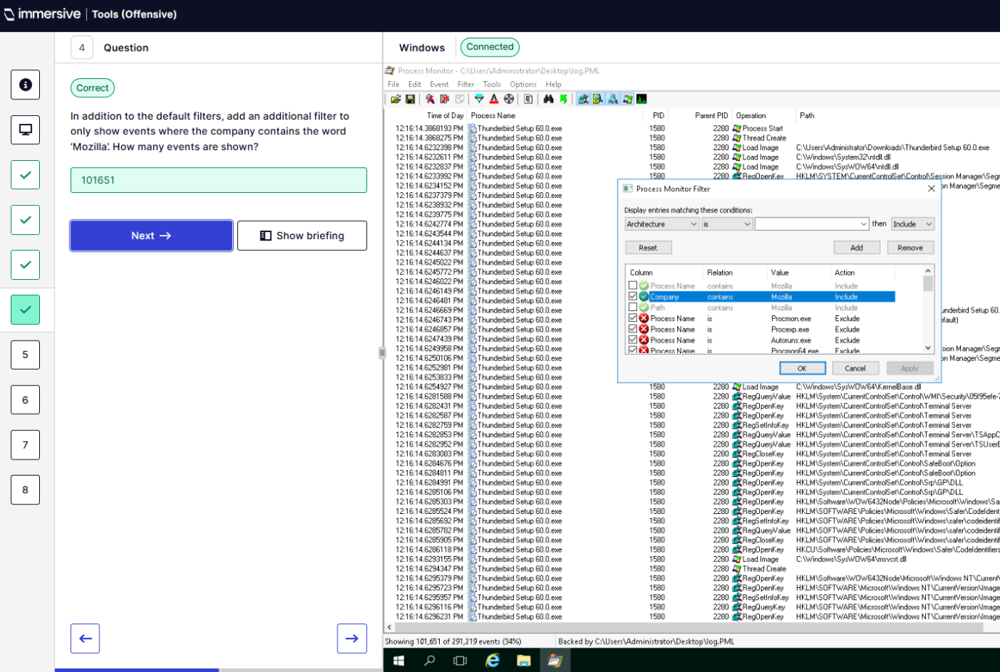 immersive | Tools (Offensive)
4 Question
Correct
In addition to the default filters, add an additional filter to
only show events where the company contains the word
'Mozilla'. How many events are shown?
101651
Next →
Show briefing
5
6
7
8
Windows Connected
Process Monitor - C:\Users\Administrator\Desktop\log.PML
File Edit Event Filter Tools Options Help
Time of Day Process Name PID Parent PID Operation Path
12:16:14.3868193 PM Thunderbird Setup 60.0.exe 1580 2280 Process Start
12:16:14.3868275 PM Thunderbird Setup 60.0.exe 1580 2280 Thread Create
12:16:14.6232398 PM Thunderbird Setup 60.0.exe 1580 2280 Load Image C:\Users\Administrator\Downloads\Thunderbird Setup 60.0.exe
12:16:14.6232611 PM Thunderbird Setup 60.0.exe 1580 2280 Load Image C:\Windows\System32\ntdll.dll
12:16:14.6232837 PM Thunderbird Setup 60.0.exe 1580 2280 Load Image C:\Windows\SysWOW64\ntdll.dll
12:16:14.6233992 PM Thunderbird Setup 60.0.exe 1580 2280 RegOpenKey HKLM\SYSTEM\CurrentControlSet\Control\Session Manager\Segm
12:16:14.6234152 PM Thunderbird Setup 60.0.exe on Manager\Segme
12:16:14.6237379 PM Thunderbird Setup 60.0.exe
12:16:14.6238932 PM Thunderbird Setup 60.0.exe
12:16:14.6239775 PM Thunderbird Setup 60.0.exe
12:16:14.6242774 PM Thunderbird Setup 60.0.exe
12:16:14.6243544 PM Thunderbird Setup 60.0.exe
12:16:14.6244134 PM Thunderbird Setup 60.0.exe
12:16:14.6244637 PM Thunderbird Setup 60.0.exe
12:16:14.6245022 PM Thunderbird Setup 60.0.exe
12:16:14.6245772 PM Thunderbird Setup 60.0.exe
12:16:14.6246022 PM Thunderbird Setup 60.0.exe
12:16:14.6246149 PM Thunderbird Setup 60.0.exe
12:16:14.6246481 PM Thunderbird Setup 60.0.exe
12:16:14.6246669 PM Thunderbird Setup 60.0.exe underbird Setup 60.
12:16:14.6246743 PM Thunderbird Setup 60.0.exe efault)
12:16:14.6246857 PM Thunderbird Setup 60.0.exe
12:16:14.6247439 PM Thunderbird Setup 60.0.exe
12:16:14.6249958 PM Thunderbird Setup 60.0.exe ion Manager\Segr
12:16:14.6250106 PM Thunderbird Setup 60.0.exe on Manager\Segme
12:16:14.6252981 PM Thunderbird Setup 60.0.exe
12:16:14.6253833 PM Thunderbird Setup 60.0.exe
12:16:14.6254927 PM Thunderbird Setup 60.0.exe 1580 2280 Load Image C:\Windows\SysWOW64\KernelBase.dll
12:16:14.6281588 PM Thunderbird Setup 60.0.exe 1580 2280 RegQueryValue HKLM\System\CurrentControlSet\Control\WMI\Security\05f95efe-7
12:16:14.6282431 PM Thunderbird Setup 60.0.exe 1580 2280 RegOpenKey HKLM\System\CurrentControlSet\Control\Terminal Server
12:16:14.6282587 PM Thunderbird Setup 60.0.exe 1580 2280 RegOpenKey HKLM\System\CurrentControlSet\Control\Terminal Server
12:16:14.6282759 PM Thunderbird Setup 60.0.exe 1580 2280 RegSetInfoKey HKLM\System\CurrentControlSet\Control\Terminal Server
12:16:14.6282853 PM Thunderbird Setup 60.0.exe 1580 2280 RegQueryValue HKLM\System\CurrentControlSet\Control\Terminal Server\TSAppC
12:16:14.6282952 PM Thunderbird Setup 60.0.exe 1580 2280 RegQueryValue HKLM\System\CurrentControlSet\Control\Terminal Server\TSUserE
12:16:14.6283083 PM Thunderbird Setup 60.0.exe 1580 2280 RegCloseKey HKLM\System\CurrentControlSet\Control\Terminal Server
12:16:14.6284676 PM Thunderbird Setup 60.0.exe 1580 2280 RegOpenKey HKLM\System\CurrentControlSet\Control\SafeBoot\Option
12:16:14.6284811 PM Thunderbird Setup 60.0.exe 1580 2280 RegOpenKey HKLM\System\CurrentControlSet\Control\SafeBoot\Option
12:16:14.6284991 PM Thunderbird Setup 60.0.exe 1580 2280 RegOpenKey HKLM\System\CurrentControlSet\Control\Srp\GP\DLL
12:16:14.6285106 PM Thunderbird Setup 60.0.exe 1580 2280 RegOpenKey HKLM\System\CurrentControlSet\Control\Srp\GP\DLL
12:16:14.6285303 PM Thunderbird Setup 60.0.exe 1580 2280 RegOpenKey HKLM\Software\WOW6432Node\Policies\Microsoft\Windows\Sa
12:16:14.6285524 PM Thunderbird Setup 60.0.exe 1580 2280 RegOpenKey HKLM\SOFTWARE\Policies\Microsoft\Windows\Safer\CodeIdent
12:16:14.6285692 PM Thunderbird Setup 60.0.exe 1580 2280 RegSetInfoKey HKLM\SOFTWARE\Policies\Microsoft\Windows\safer\codeidentif
12:16:14.6285782 PM Thunderbird Setup 60.0.exe 1580 2280 RegQueryValue HKLM\SOFTWARE\Policies\Microsoft\Windows\safer\codeidentif
12:16:14.6285905 PM Thunderbird Setup 60.0.exe 1580 2280 RegCloseKey HKLM\SOFTWARE\Policies\Microsoft\Windows\safer\codeidentif
12:16:14.6286118 PM Thunderbird Setup 60.0.exe 1580 2280 RegOpenKey HKCU\Software\Policies\Microsoft\Windows\Safer\CodeIdentifiers
12:16:14.6293155 PM Thunderbird Setup 60.0.exe 1580 2280 Load Image C:\Windows\SysWOW64\msvcrt.dll
12:16:14.6294347 PM Thunderbird Setup 60.0.exe 1580 2280 Thread Create
12:16:14.6295379 PM Thunderbird Setup 60.0.exe 1580 2280 RegOpenKey HKLM\Software\WOW6432Node\Microsoft\Windows NT\Current
12:16:14.6295723 PM Thunderbird Setup 60.0.exe 1580 2280 RegOpenKey HKLM\SOFTWARE\Microsoft\Windows NT\CurrentVersion\Image
12:16:14.6295957 PM Thunderbird Setup 60.0.exe 1580 2280 RegSetInfoKey HKLM\SOFTWARE\Microsoft\Windows NT\CurrentVersion\Image
12:16:14.6296116 PM Thunderbird Setup 60.0.exe 1580 2280 RegQueryKey HKLM\SOFTWARE\Microsoft\Windows NT\CurrentVersion\Image
12:16:14.6296231 PM Thunderbird Setup 60.0.exe 1580 2280 RegOpenKey HKLM\SOFTWARE\Microsoft\Windows NT\CurrentVersion\Image
Process Monitor Filter
Display entries matching these conditions:
Architecture is then Include
Reset Add Remove
Column Relation Value Action
Process Name contains Mozilla Include
Company contains Mozilla Include
Path contains Mozilla Include
Process Name is Procmon.exe Exclude
Process Name is Procexp.exe Exclude
Process Name is Autoruns.exe Exclude
Process Name is Procmon64.exe Exclude
OK Cancel Apply
Showing 101,651 of 291,219 events (34%) Backed by C:\Users\Administrator\Desktop\log.PML